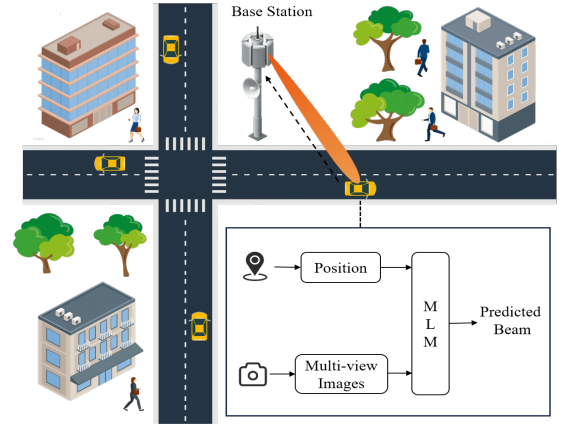 Base Station
Position
M
L
M
Predicted
Beam
Multi-view
Images